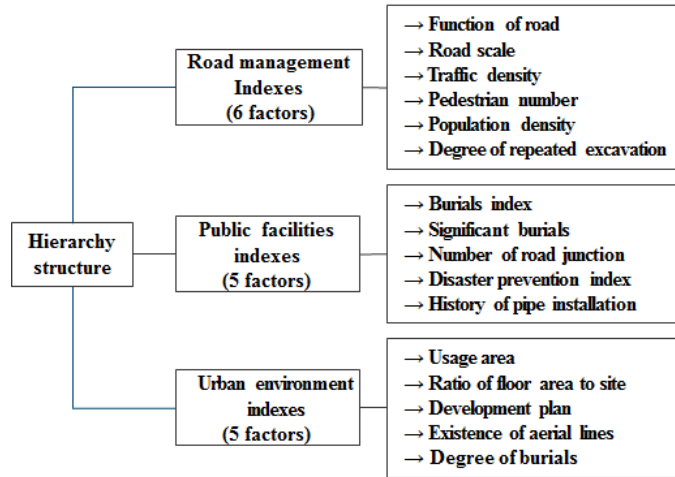 Hierarchy
structure
Road management
Indexes
(6 factors)
→ Function of road
→ Road scale
→ Traffic density
→ Pedestrian number
→ Population density
→ Degree of repeated excavation
Public facilities
indexes
(5 factors)
→ Burials index
→ Significant burials
→ Number of road junction
→ Disaster prevention index
→ History of pipe installation
Urban environment
indexes
(5 factors)
→ Usage area
→ Ratio of floor area to site
→ Development plan
→ Existence of aerial lines
→ Degree of burials